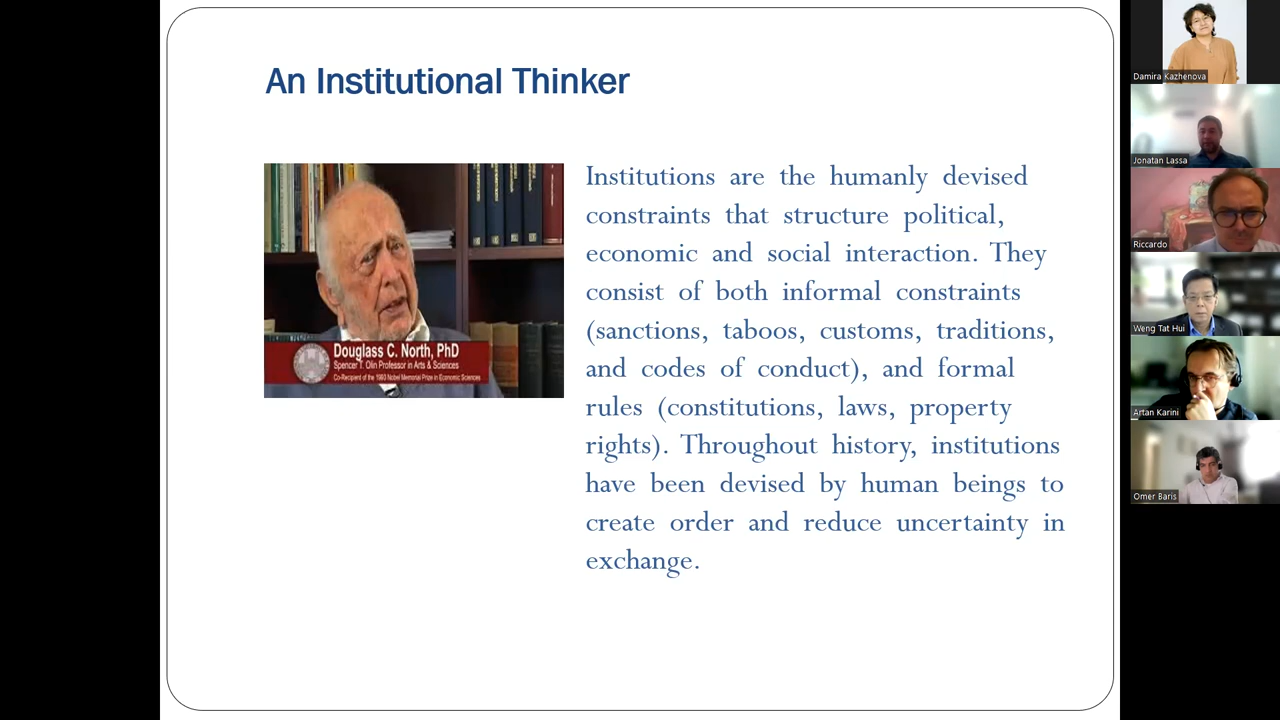 An Institutional Thinker
Douglass C. North, PhD
Spencer T. Olin Professor in Arts & Sciences
Co-Recipient of the 1993 Nobel Memorial Prize in Economic Sciences
Institutions are the humanly devised
constraints that structure political,
economic and social interaction. They
consist of both informal constraints
(sanctions, taboos, customs, traditions,
and codes of conduct), and formal
rules (constitutions, laws, property
rights). Throughout history, institutions
have been devised by human beings to
create order and reduce uncertainty in
exchange.
Damira Kazhenova
Jonatan Lassa
Riccardo
Weng Tat Hui
Artan Karini
Omer Baris